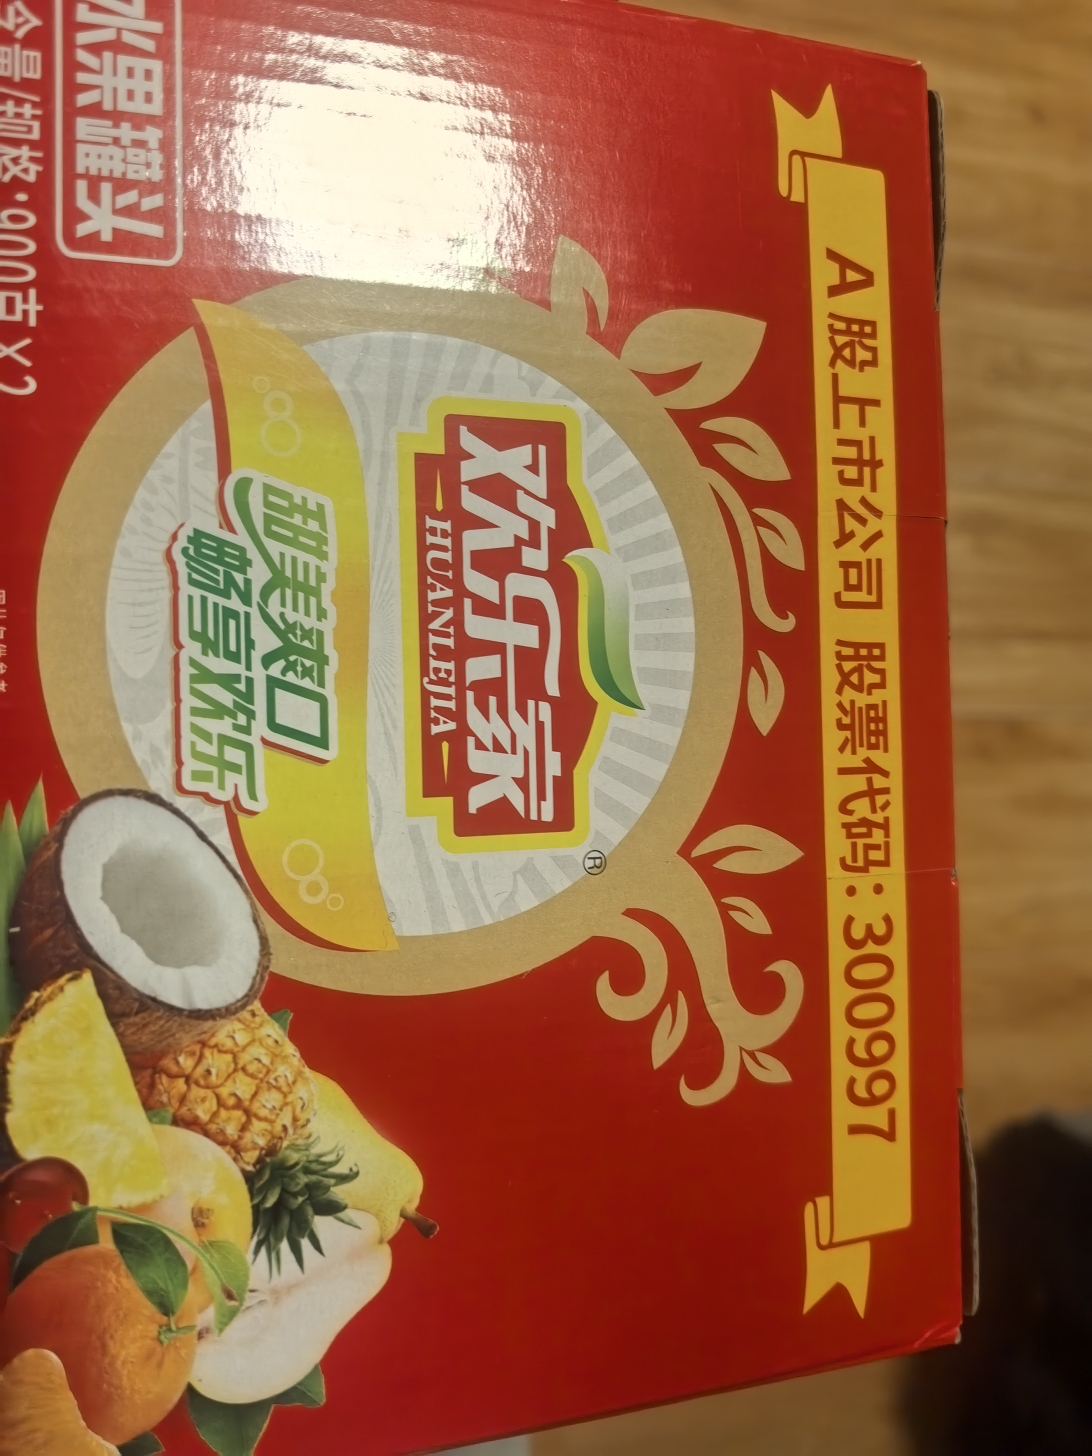 A股上市公司 股票代码：300997
欢乐家
HUANLEJIA
®
甜美爽口
畅享欢乐
水果罐头
含量/规格:900克 X 2